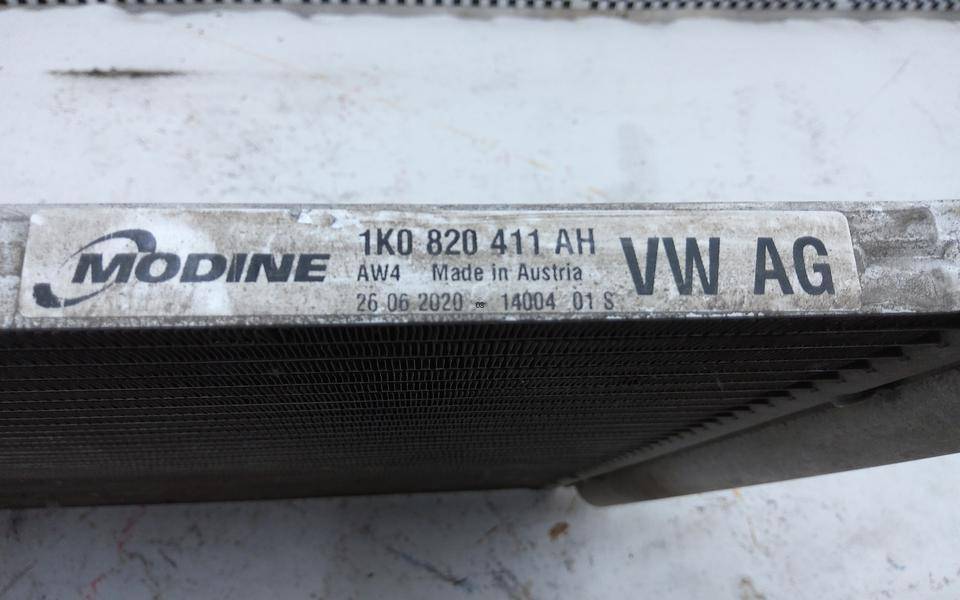 MODINE
1K0 820 411 AH
AW4 Made in Austria
26 06 2020 - 14004 01 S
VW AG